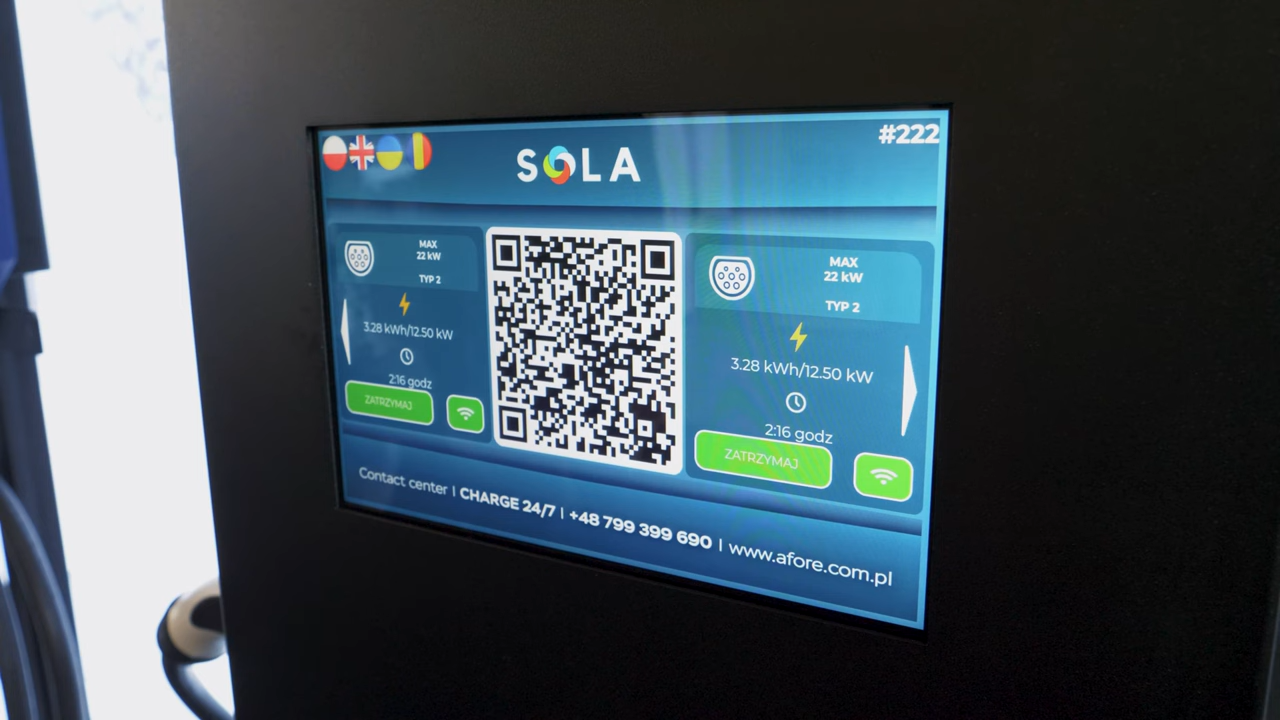 #222
SOLA
MAX
22 kW
TYP 2
3.28 kWh/12.50 kW
2:16 godz
ZATRZYMAJ
MAX
22 kW
TYP 2
3.28 kWh/12.50 kW
2:16 godz
ZATRZYMAJ
Contact center | CHARGE 24/7 | +48 799 399 690 | www.afore.com.pl